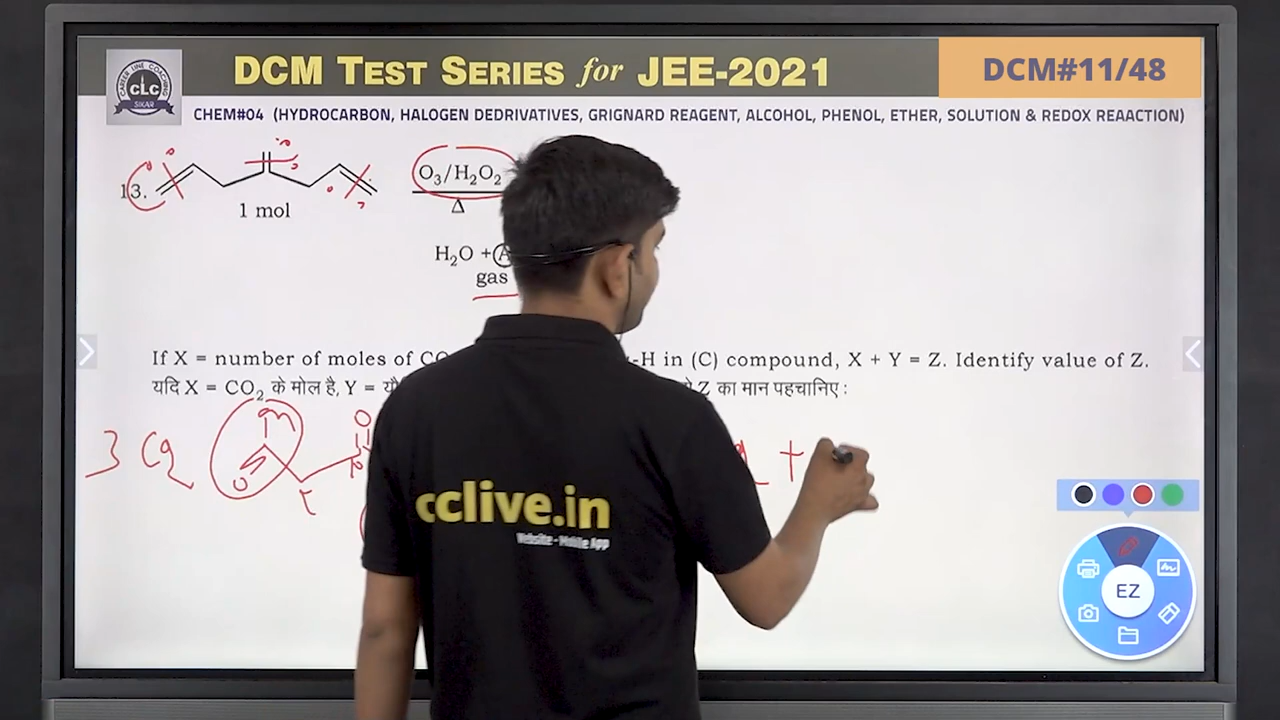 DCM TEST SERIES for JEE-2021
DCM#11/48
CAREER LINE COACHING
CLC
SIKAR
CHEM#04 (HYDROCARBON, HALOGEN DEDRIVATIVES, GRIGNARD REAGENT, ALCOHOL, PHENOL, ETHER, SOLUTION & REDOX REAACTION)
13.
O₃/H₂O₂
1 mol
Δ
H₂O + A
gas
If X = number of moles of -H in (C) compound, X + Y = Z. Identify value of Z.
यदि X = CO₂ के मोल है, Y = Z का मान पहचानिए :
3
+
cclive.in
Website - Mobile APP
EZ